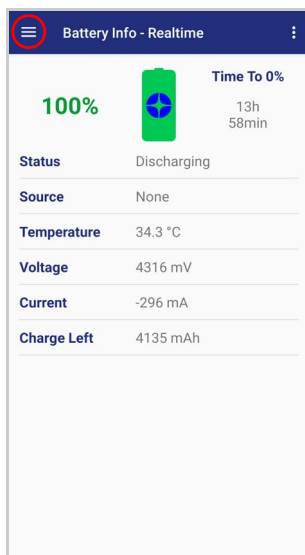 Battery Info - Realtime
Time To 0%
100%
13h
58min
Status Discharging
Source None
Temperature 34.3 °C
Voltage 4316 mV
Current -296 mA
Charge Left 4135 mAh